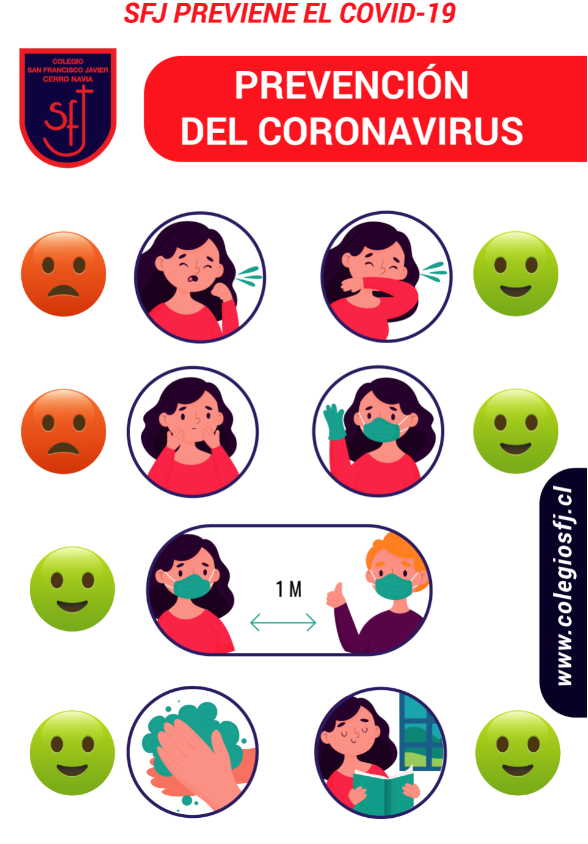 SFJ PREVIENE EL COVID-19
COLEGIO
SAN FRANCISCO JAVIER
CERRO NAVIA
sfj
PREVENCIÓN
DEL CORONAVIRUS
1 M
www.colegiosfj.cl